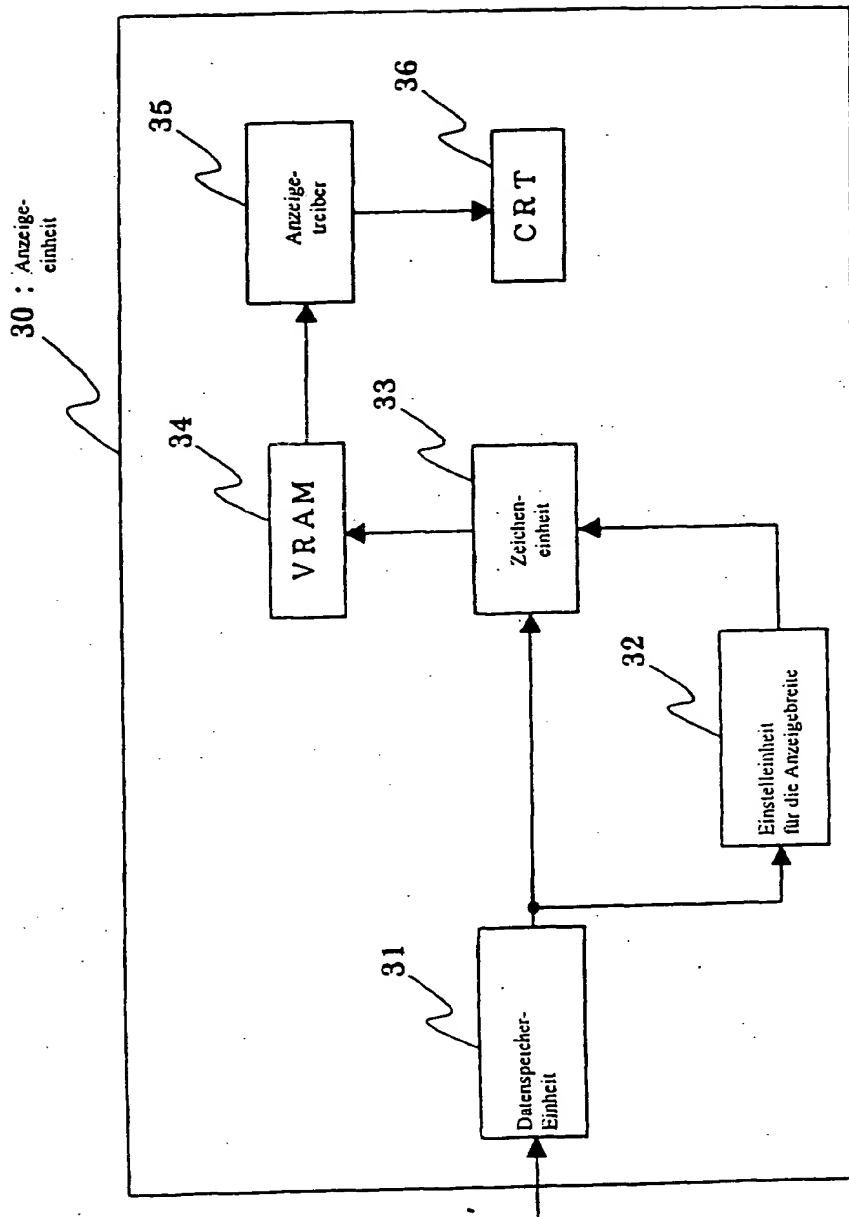 30 : Anzeige-
einheit
31
Datenspeicher-
Einheit
32
Einstelleinheit
für die Anzeigebreite
33
Zeichen-
einheit
34
VRAM
35
Anzeige-
treiber
36
CRT